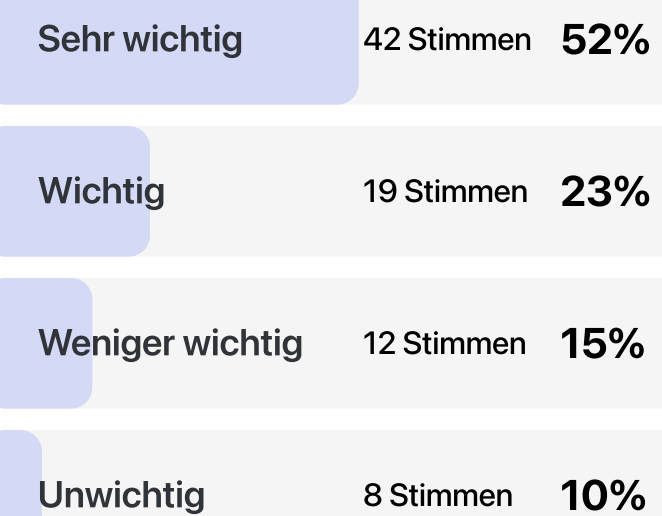 Sehr wichtig 42 Stimmen 52%
Wichtig 19 Stimmen 23%
Weniger wichtig 12 Stimmen 15%
Unwichtig 8 Stimmen 10%